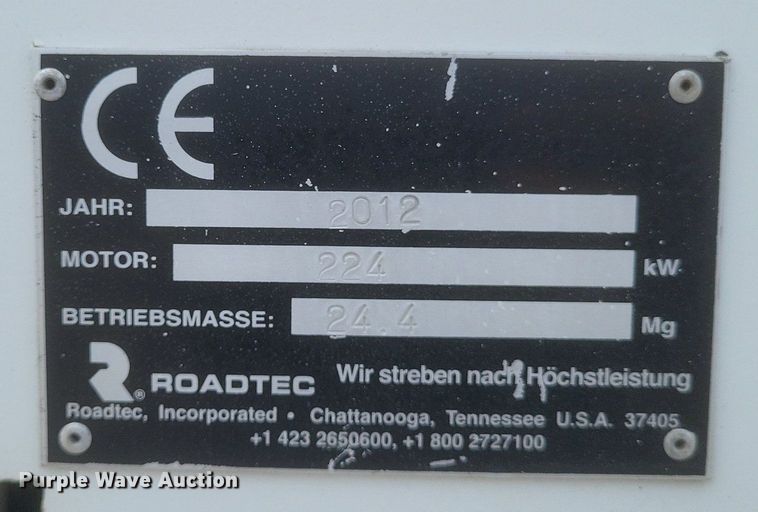 CE
JAHR: 2012
MOTOR: 224 kW
BETRIEBSMASSE: 24.4 Mg
R® ROADTEC Wir streben nach Höchstleistung
Roadtec, Incorporated • Chattanooga, Tennessee U.S.A. 37405
+1 423 2650600, +1 800 2727100
Purple Wave Auction